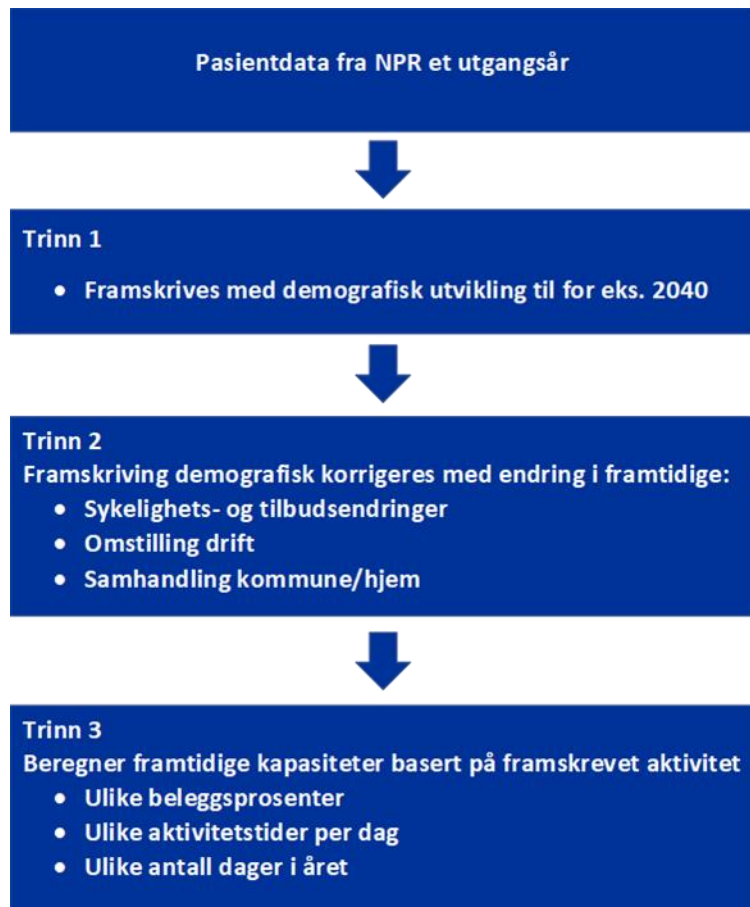 Pasientdata fra NPR et utgangsår
Trinn 1
• Framskrives med demografisk utvikling til for eks. 2040
Trinn 2
Framskriving demografisk korrigeres med endring i framtidige:
• Sykelighets- og tilbudsendringer
• Omstilling drift
• Samhandling kommune/hjem
Trinn 3
Beregner framtidige kapasiteter basert på framskrevet aktivitet
• Ulike beleggsprosenter
• Ulike aktivitetstider per dag
• Ulike antall dager i året